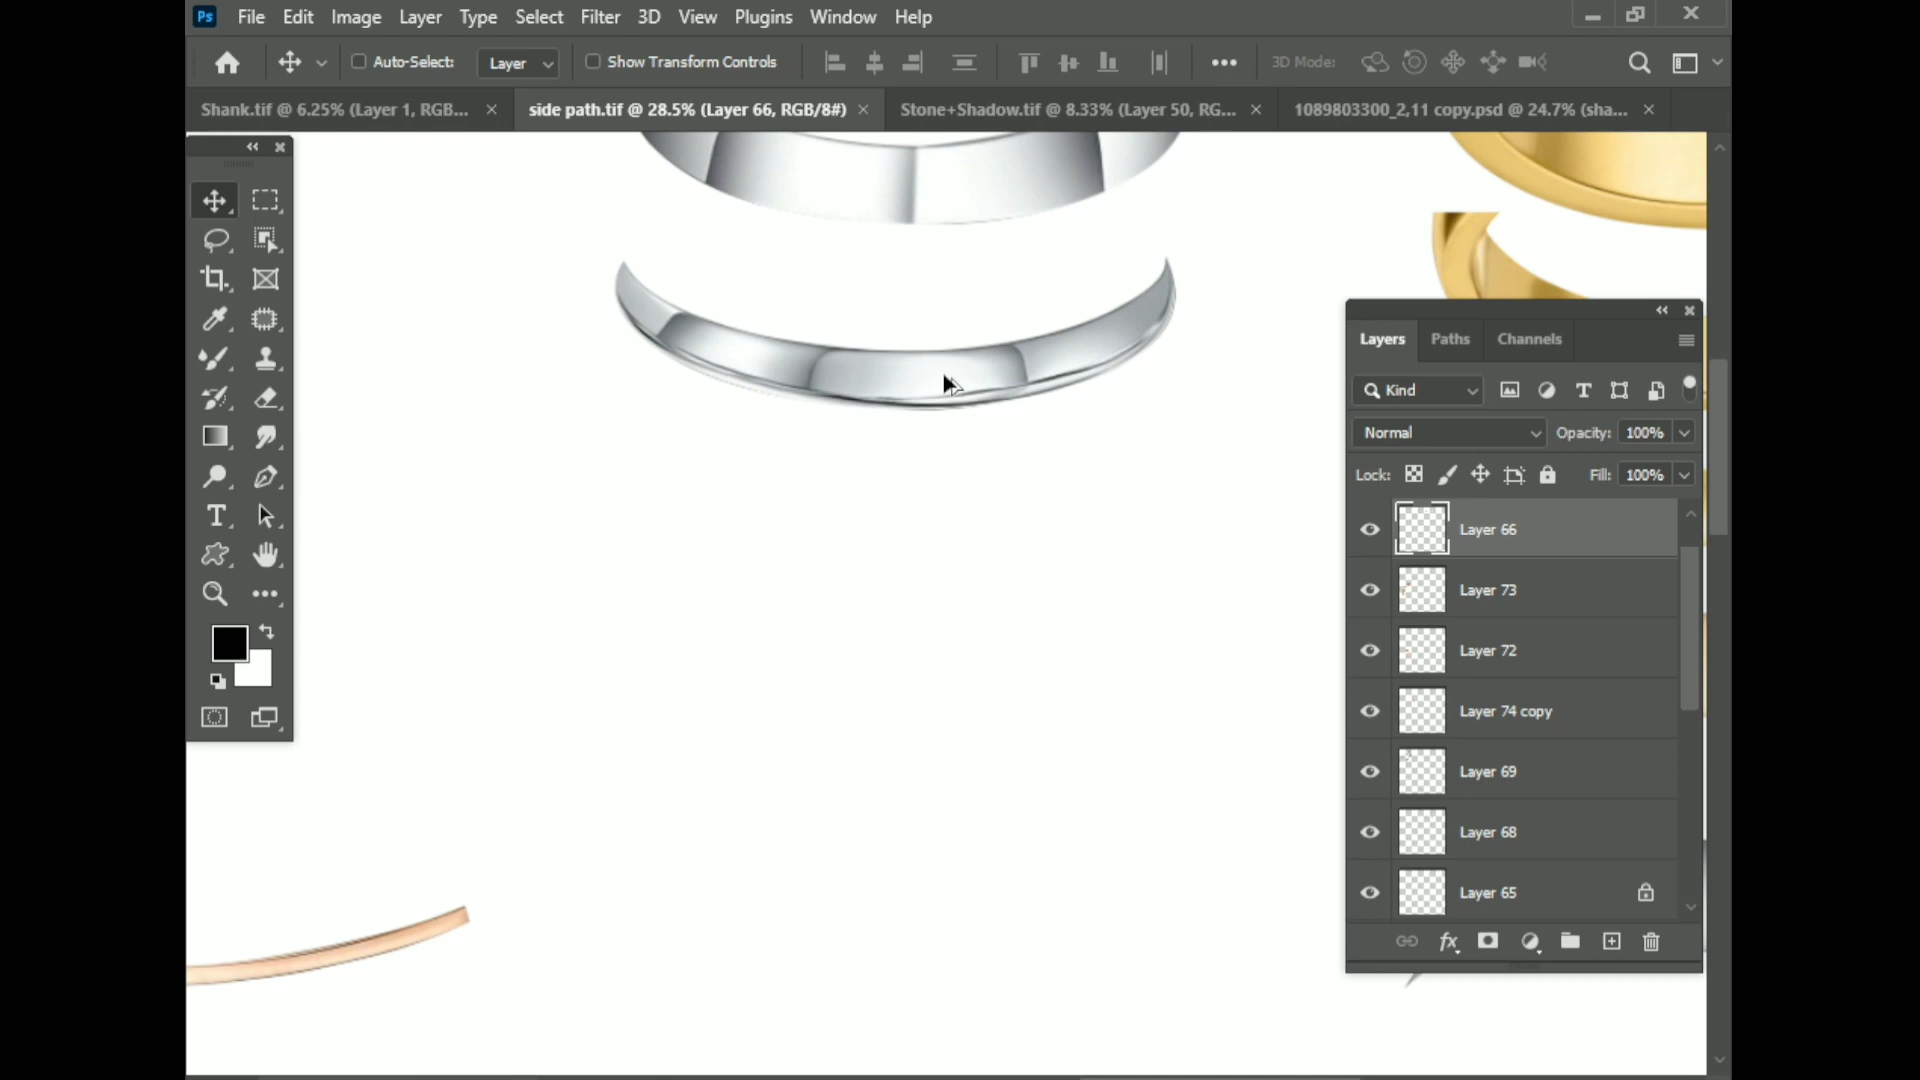 Ps File Edit Image Layer Type Select Filter 3D View Plugins Window Help
Auto-Select: Layer Show Transform Controls 3D Mode:
Shank.tif @ 6.25% (Layer 1, RGB... side path.tif @ 28.5% (Layer 66, RGB/8#) Stone+Shadow.tif @ 8.33% (Layer 50, RG... 1089803300_2,11 copy.psd @ 24.7% (sha...
Layers Paths Channels
Kind
Normal Opacity: 100%
Lock: Fill: 100%
Layer 66
Layer 73
Layer 72
Layer 74 copy
Layer 69
Layer 68
Layer 65
fx